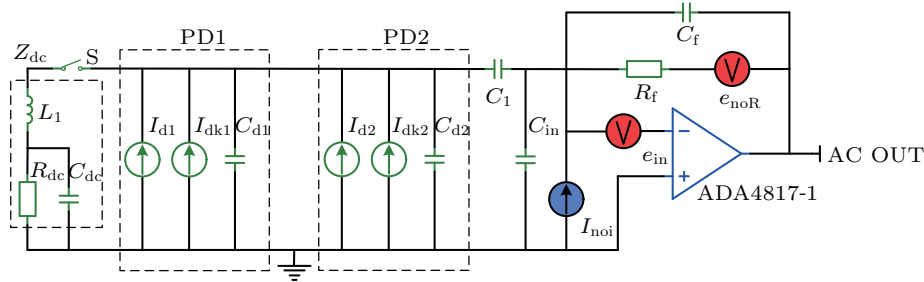 PD1
PD2
Z_dc
S
C_f
L_1
C_1
R_f
e_noR
I_d1
I_dk1
C_d1
I_d2
I_dk2
C_d2
C_in
e_in
AC OUT
R_dc
C_dc
ADA4817-1
I_noi